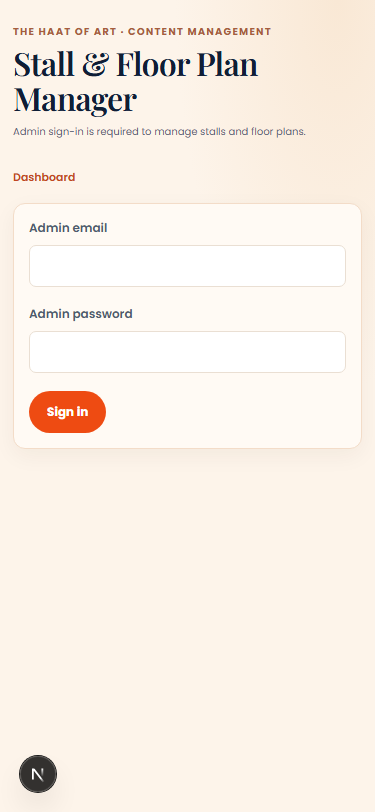 THE HAAT OF ART · CONTENT MANAGEMENT
Stall & Floor Plan
Manager
Admin sign-in is required to manage stalls and floor plans.
Dashboard
Admin email
Admin password
Sign in
N